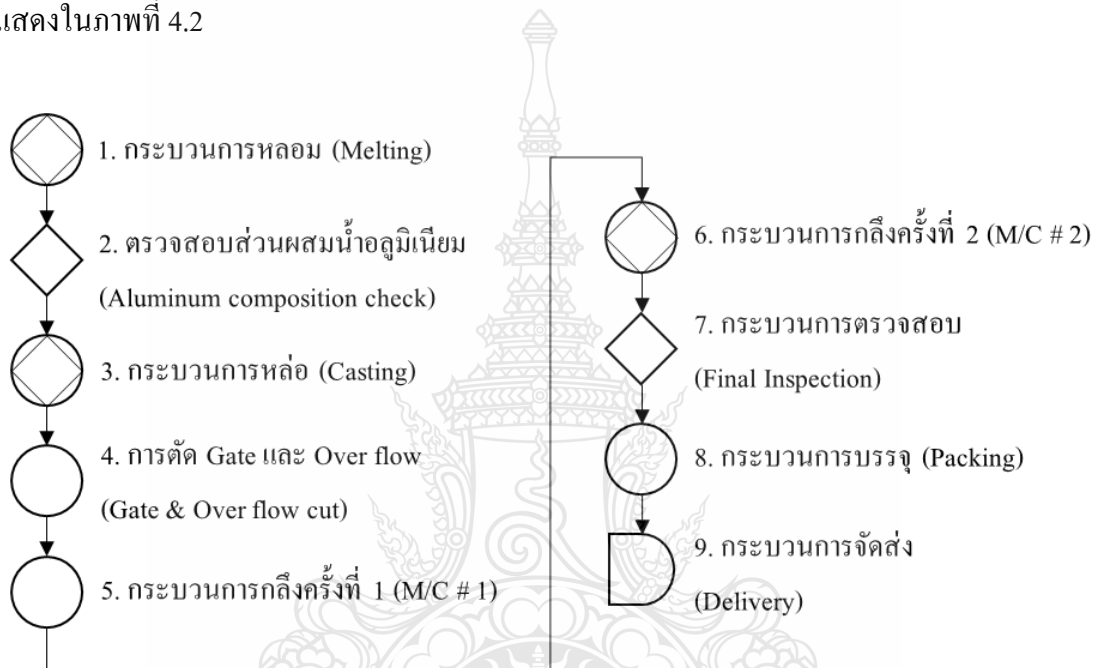 แสดงในภาพที่ 4.2
1. กระบวนการหลอม (Melting)
2. ตรวจสอบส่วนผสมน้ำอลูมิเนียม
(Aluminum composition check)
3. กระบวนการหล่อ (Casting)
4. การตัด Gate และ Over flow
(Gate & Over flow cut)
5. กระบวนการกลึงครั้งที่ 1 (M/C # 1)
6. กระบวนการกลึงครั้งที่ 2 (M/C # 2)
7. กระบวนการตรวจสอบ
(Final Inspection)
8. กระบวนการบรรจุ (Packing)
9. กระบวนการจัดส่ง
(Delivery)